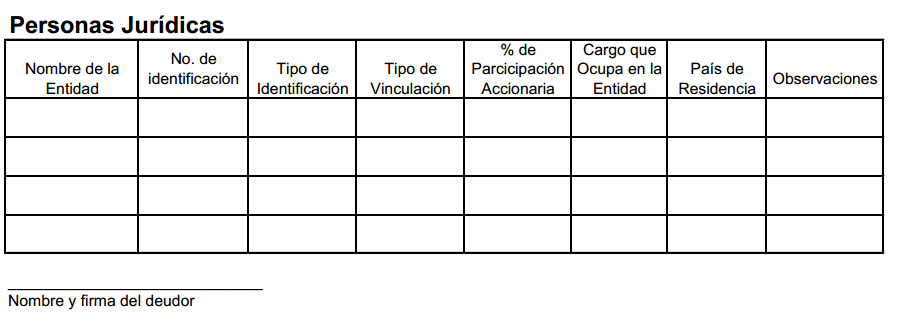 Personas Jurídicas
Nombre de la
Entidad
No. de
identificación
Tipo de
Identificación
Tipo de
Vinculación
% de
Parcicipación
Accionaria
Cargo que
Ocupa en la
Entidad
País de
Residencia
Observaciones
Nombre y firma del deudor